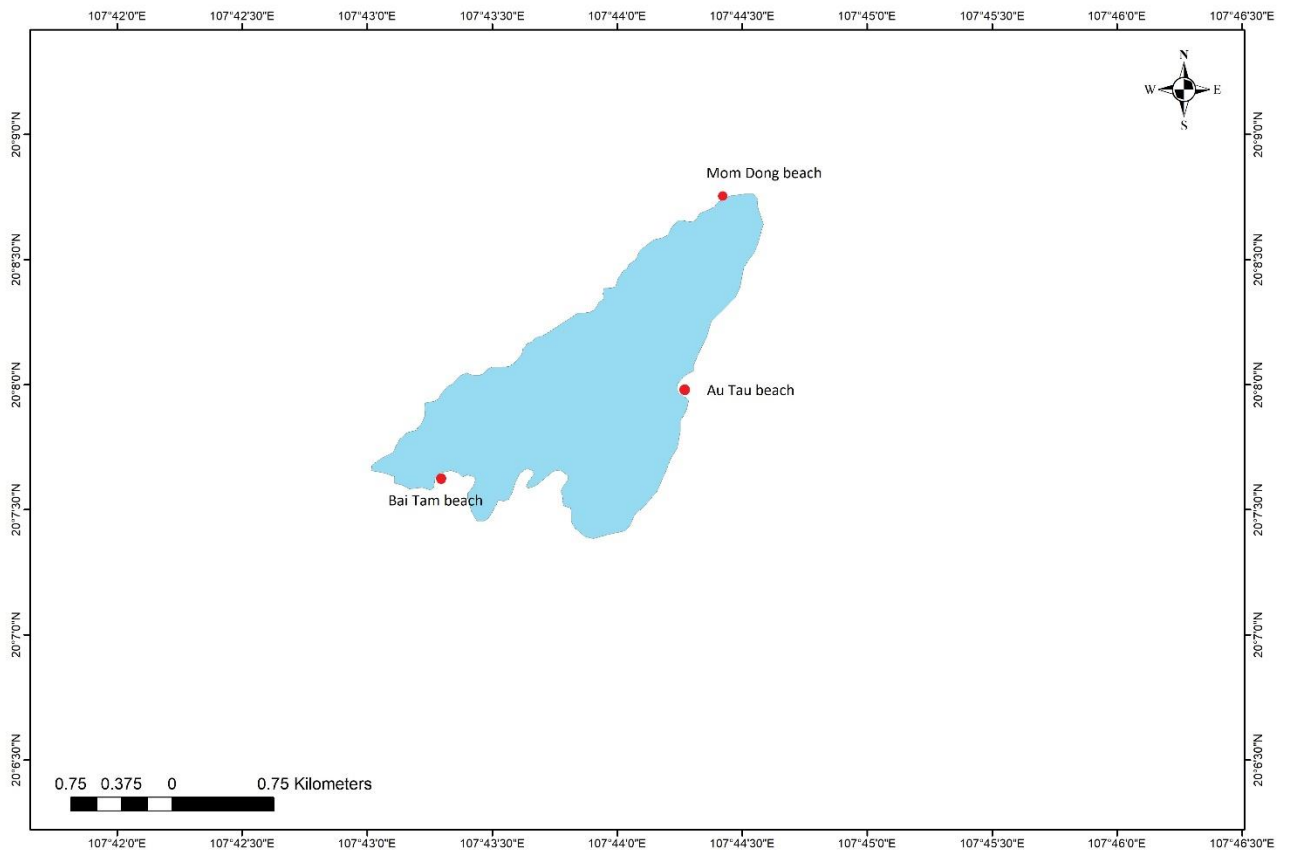 107°42'0"E 107°42'30"E 107°43'0"E 107°43'30"E 107°44'0"E 107°44'30"E 107°45'0"E 107°45'30"E 107°46'0"E 107°46'30"E
N
W E
S
20°9'0"N 20°9'0"N
Mom Dong beach
20°8'30"N 20°8'30"N
20°8'0"N 20°8'0"N
Au Tau beach
Bai Tam beach
20°7'30"N 20°7'30"N
20°7'0"N 20°7'0"N
20°6'30"N 20°6'30"N
0.75 0.375 0 0.75 Kilometers
107°42'0"E 107°42'30"E 107°43'0"E 107°43'30"E 107°44'0"E 107°44'30"E 107°45'0"E 107°45'30"E 107°46'0"E 107°46'30"E